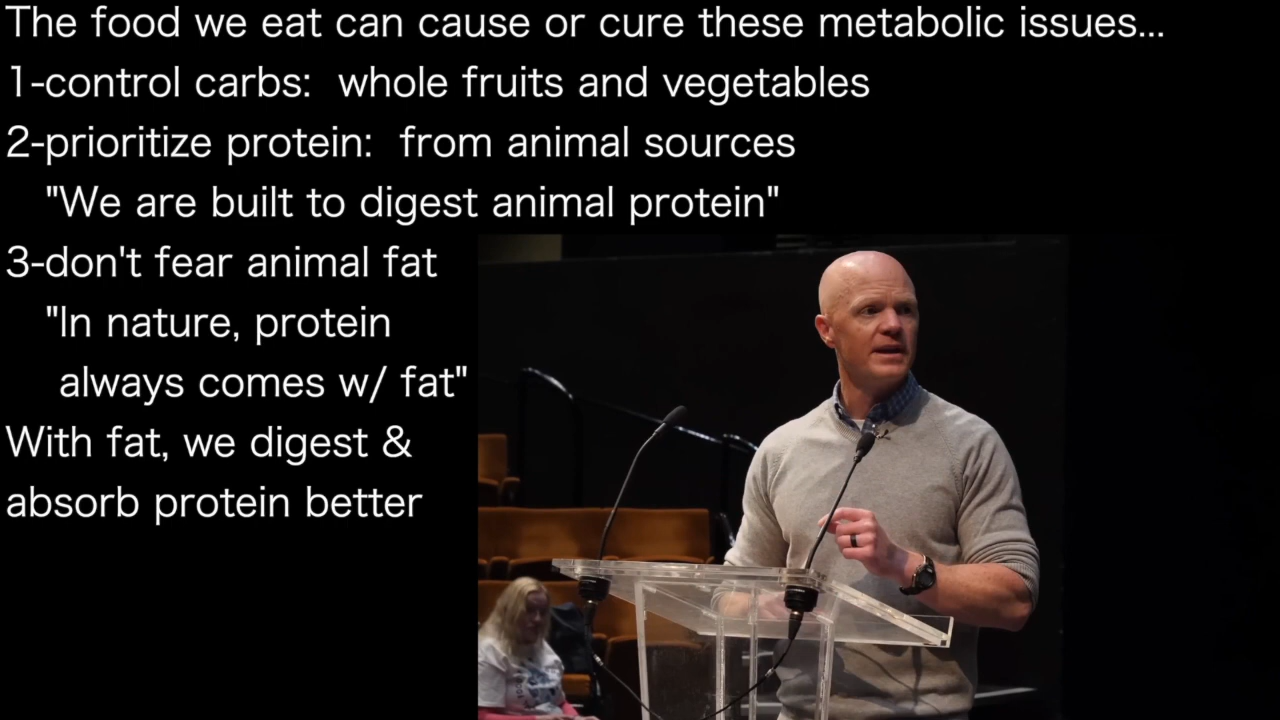 The food we eat can cause or cure these metabolic issues...
1-control carbs:  whole fruits and vegetables
2-prioritize protein:  from animal sources
"We are built to digest animal protein"
3-don't fear animal fat
"In nature, protein
always comes w/ fat"
With fat, we digest &
absorb protein better